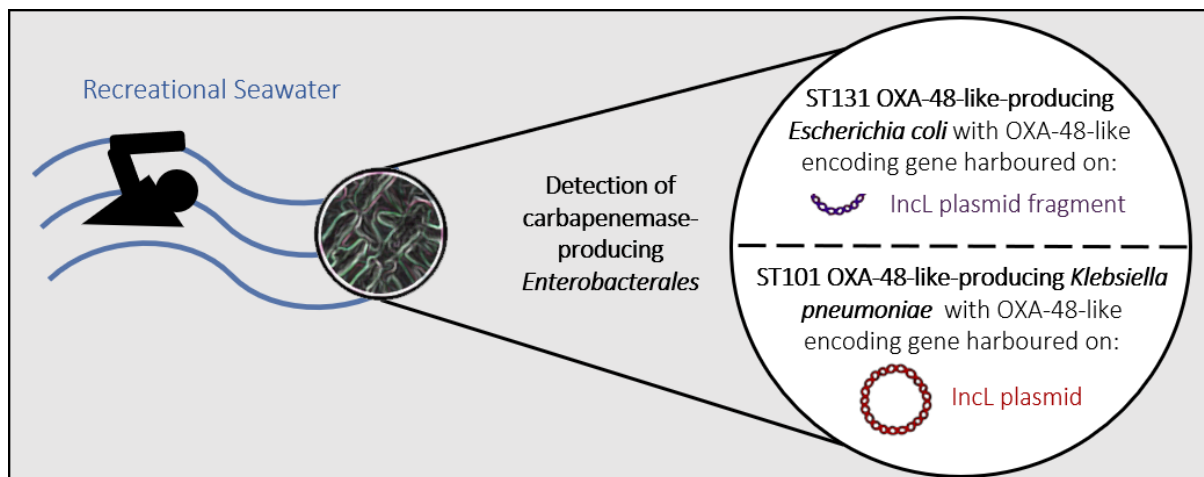 Recreational Seawater
Detection of
carbapenemase-
producing
Enterobacterales
ST131 OXA-48-like-producing
Escherichia coli with OXA-48-like
encoding gene harboured on:
IncL plasmid fragment
ST101 OXA-48-like-producing Klebsiella
pneumoniae with OXA-48-like
encoding gene harboured on:
IncL plasmid